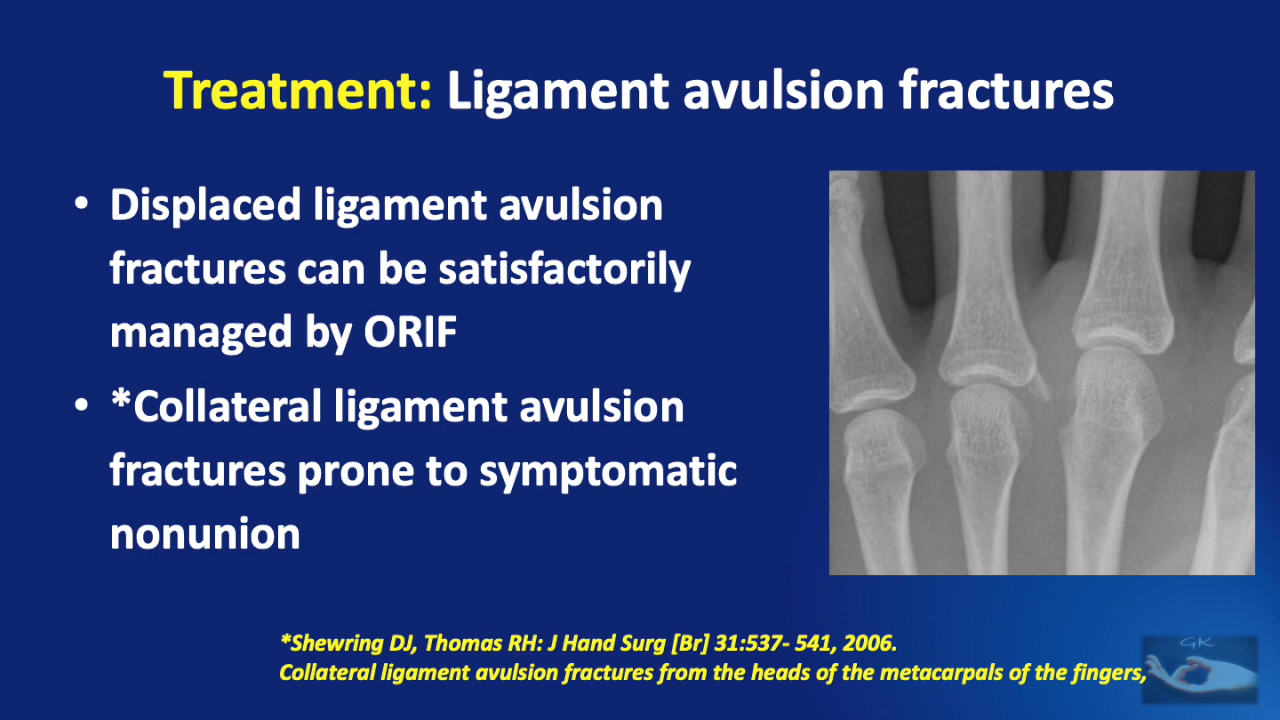 Treatment: Ligament avulsion fractures
• Displaced ligament avulsion
fractures can be satisfactorily
managed by ORIF
• *Collateral ligament avulsion
fractures prone to symptomatic
nonunion
*Shewring DJ, Thomas RH: J Hand Surg [Br] 31:537- 541, 2006.
Collateral ligament avulsion fractures from the heads of the metacarpals of the fingers,
GK